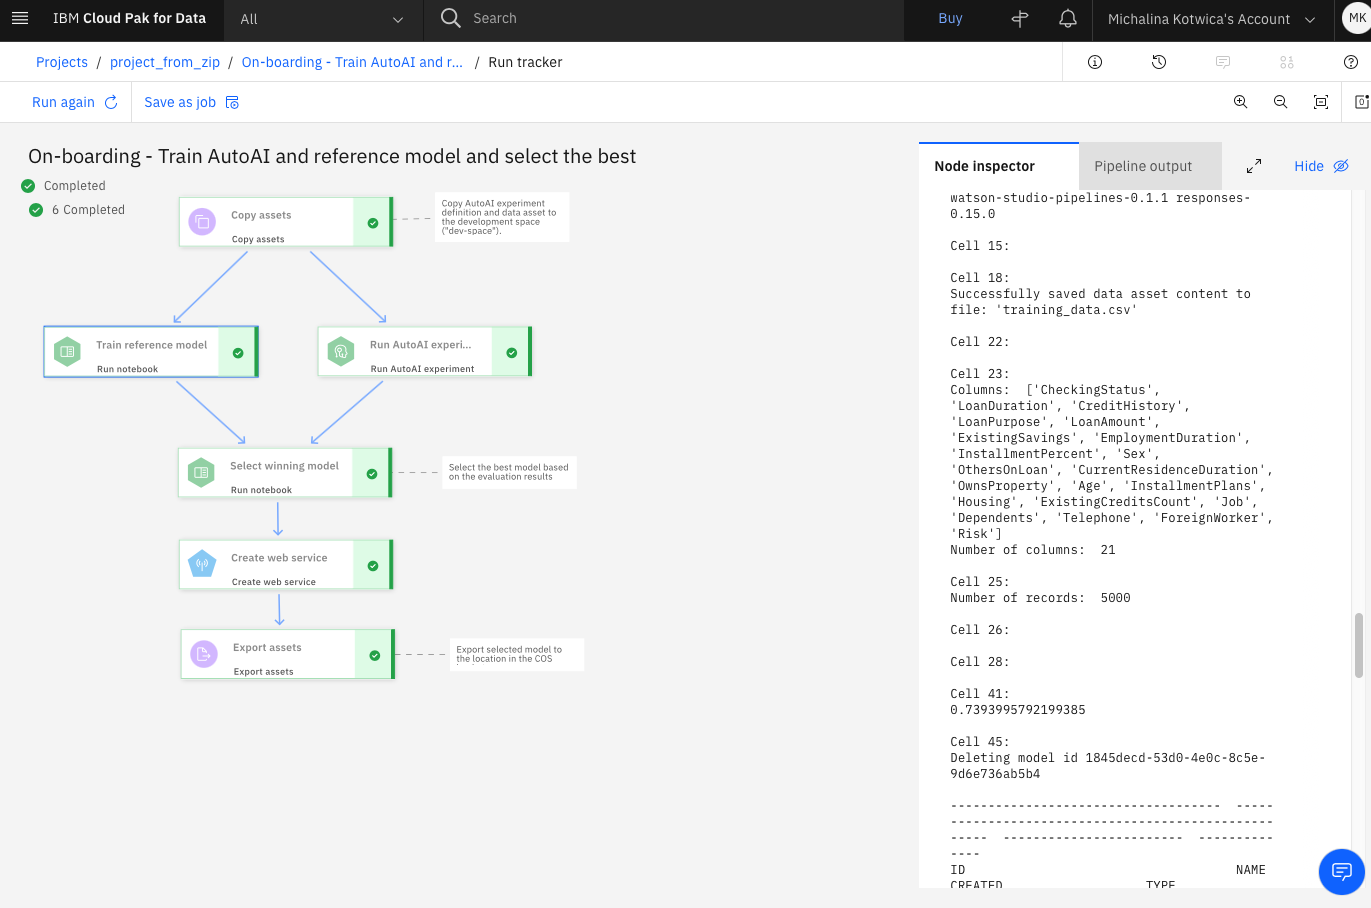 IBM Cloud Pak for Data
All
Search
Buy
Michalina Kotwica's Account
MK
Projects / project_from_zip / On-boarding - Train AutoAI and r... / Run tracker
Run again
Save as job
On-boarding - Train AutoAI and reference model and select the best
Completed
6 Completed
Copy assets
Copy assets
Copy AutoAI experiment
definition and data asset to
the development space
("dev-space").
Train reference model
Run notebook
Run AutoAI experi...
Run AutoAI experiment
Select winning model
Run notebook
Select the best model based
on the evaluation results
Create web service
Create web service
Export assets
Export assets
Export selected model to
the location in the COS
Node inspector
Pipeline output
Hide
watson-studio-pipelines-0.1.1 responses-
0.15.0
Cell 15:
Cell 18:
Successfully saved data asset content to
file: 'training_data.csv'
Cell 22:
Cell 23:
Columns:  ['CheckingStatus',
'LoanDuration', 'CreditHistory',
'LoanPurpose', 'LoanAmount',
'ExistingSavings', 'EmploymentDuration',
'InstallmentPercent', 'Sex',
'OthersOnLoan', 'CurrentResidenceDuration',
'OwnsProperty', 'Age', 'InstallmentPlans',
'Housing', 'ExistingCreditsCount', 'Job',
'Dependents', 'Telephone', 'ForeignWorker',
'Risk']
Number of columns:  21
Cell 25:
Number of records:  5000
Cell 26:
Cell 28:
Cell 41:
0.7393995792199385
Cell 45:
Deleting model id 1845decd-53d0-4e0c-8c5e-
9d6e736ab5b4
------------------------------------  -----
-------------------------------------------
-----  ------------------------  ----------
----
ID NAME
CREATED TYPE